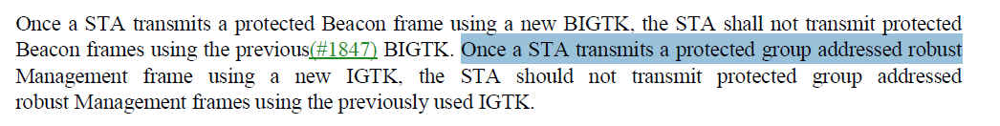 Once a STA transmits a protected Beacon frame using a new BIGTK, the STA shall not transmit protected
Beacon frames using the previous(#1847) BIGTK. Once a STA transmits a protected group addressed robust
Management frame using a new IGTK, the STA should not transmit protected group addressed
robust Management frames using the previously used IGTK.